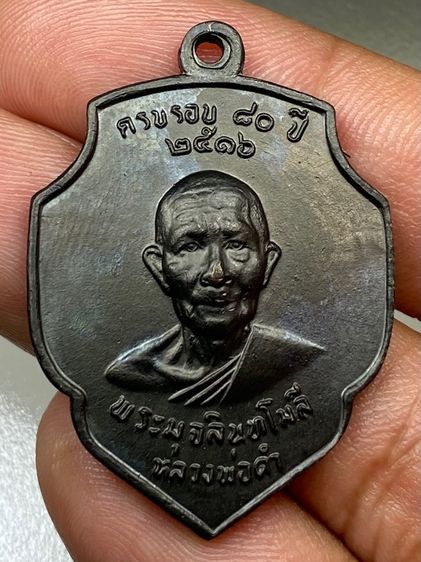 ครบรอบ ๘๐ ปี
๒๕๑๖
พระมุจลินทโมลี
หลวงพ่อดำ